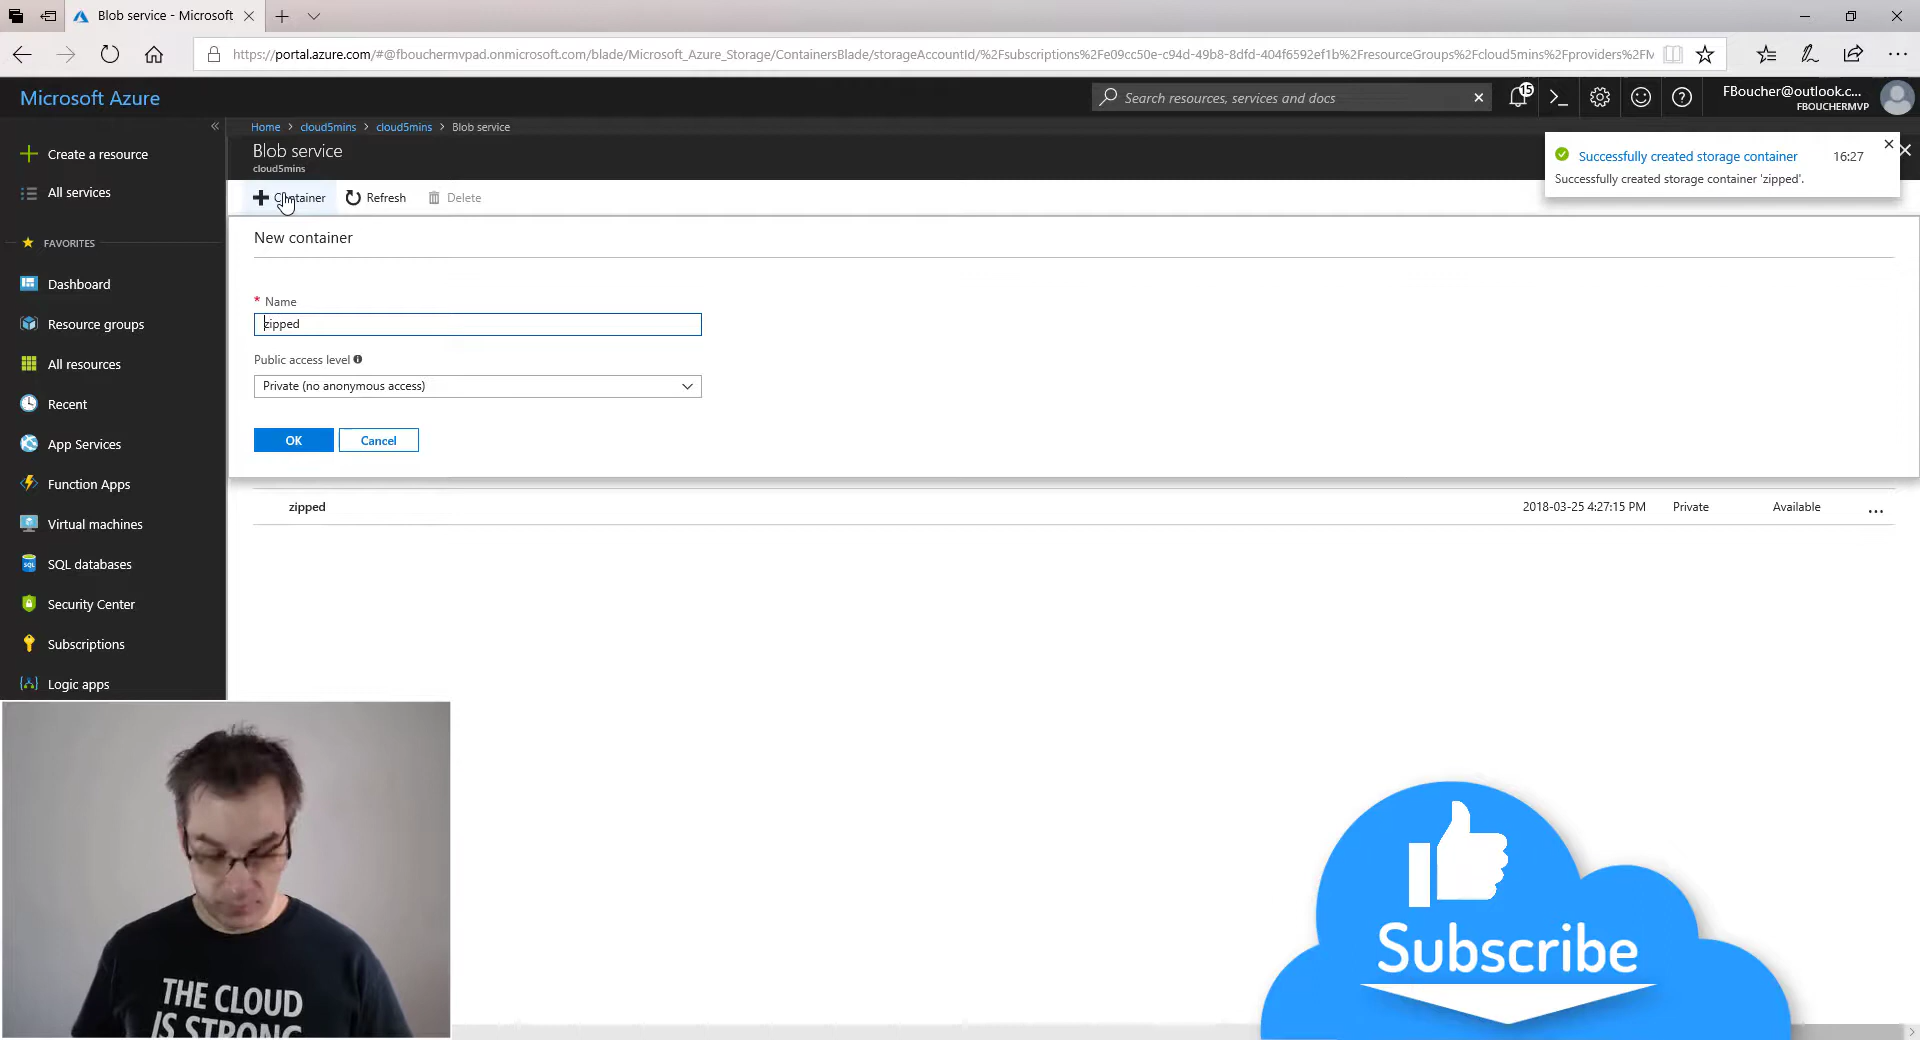 Blob service - Microsoft
https://portal.azure.com/#@fbouchermvpad.onmicrosoft.com/blade/Microsoft_Azure_Storage/ContainersBlade/storageAccountId/%2Fsubscriptions%2Fe09cc50e-c94d-49b8-8dfd-404f6592ef1b%2FresourceGroups%2Fcloud5mins%2Fproviders%2FM
Microsoft Azure
Search resources, services and docs
15
FBoucher@outlook.c...
FBOUCHERMVP
Home > cloud5mins > cloud5mins > Blob service
Blob service
cloud5mins
Successfully created storage container 16:27
Successfully created storage container 'zipped'.
Container Refresh Delete
New container
* Name
zipped
Public access level
Private (no anonymous access)
OK Cancel
zipped 2018-03-25 4:27:15 PM Private Available ...
Create a resource
All services
FAVORITES
Dashboard
Resource groups
All resources
Recent
App Services
Function Apps
Virtual machines
SQL databases
Security Center
Subscriptions
Logic apps
THE CLOUD
IS STRONG
Subscribe